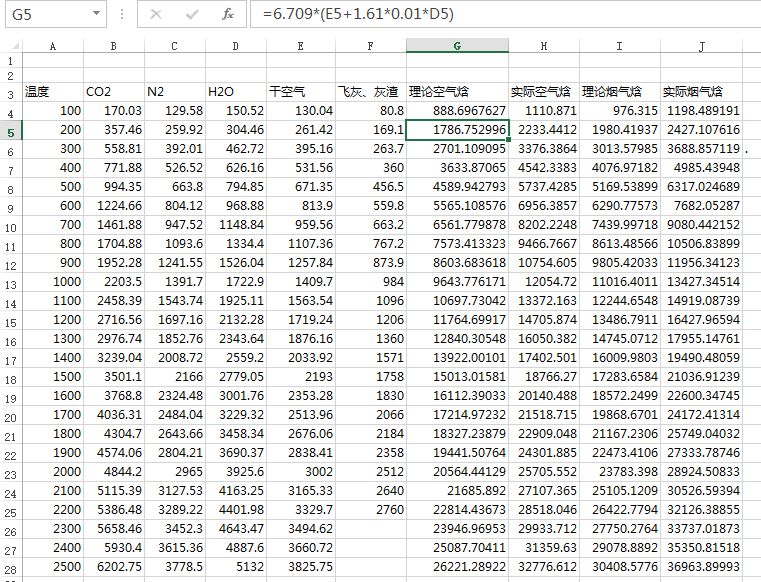 G5 fx =6.709*(E5+1.61*0.01*D5)
A B C D E F G H I J
1
2
3 温度 CO2 N2 H2O 干空气 飞灰、灰渣 理论空气焓 实际空气焓 理论烟气焓 实际烟气焓
4 100 170.03 129.58 150.52 130.04 80.8 888.6967627 1110.871 976.315 1198.489191
5 200 357.46 259.92 304.46 261.42 169.1 1786.752996 2233.4412 1980.41937 2427.107616
6 300 558.81 392.01 462.72 395.16 263.7 2701.109095 3376.3864 3013.57985 3688.857119 .
7 400 771.88 526.52 626.16 531.56 360 3633.87065 4542.3383 4076.97182 4985.43948
8 500 994.35 663.8 794.85 671.35 456.5 4589.942793 5737.4285 5169.53899 6317.024689
9 600 1224.66 804.12 968.88 813.9 559.8 5565.108576 6956.3857 6290.77573 7682.05287
10 700 1461.88 947.52 1148.84 959.56 663.2 6561.779878 8202.2248 7439.99718 9080.442152
11 800 1704.88 1093.6 1334.4 1107.36 767.2 7573.413323 9466.7667 8613.48566 10506.83899
12 900 1952.28 1241.55 1526.04 1257.84 873.9 8603.683618 10754.605 9805.42033 11956.34123
13 1000 2203.5 1391.7 1722.9 1409.7 984 9643.776171 12054.72 11016.4011 13427.34514
14 1100 2458.39 1543.74 1925.11 1563.54 1096 10697.73042 13372.163 12244.6548 14919.08739
15 1200 2716.56 1697.16 2132.28 1719.24 1206 11764.69917 14705.874 13486.7911 16427.96594
16 1300 2976.74 1852.76 2343.64 1876.16 1360 12840.30548 16050.382 14745.0712 17955.14761
17 1400 3239.04 2008.72 2559.2 2033.92 1571 13922.00101 17402.501 16009.9803 19490.48059
18 1500 3501.1 2166 2779.05 2193 1758 15013.01581 18766.27 17283.6584 21036.91239
19 1600 3768.8 2324.48 3001.76 2353.28 1830 16112.39033 20140.488 18572.2499 22600.34745
20 1700 4036.31 2484.04 3229.32 2513.96 2066 17214.97232 21518.715 19868.6701 24172.41314
21 1800 4304.7 2643.66 3458.34 2676.06 2184 18327.23879 22909.048 21167.2306 25749.04032
22 1900 4574.06 2804.21 3690.37 2838.41 2358 19441.50764 24301.885 22473.4106 27333.78746
23 2000 4844.2 2965 3925.6 3002 2512 20564.44129 25705.552 23783.398 28924.50833
24 2100 5115.39 3127.53 4163.25 3165.33 2640 21685.892 27107.365 25105.1209 30526.59394
25 2200 5386.48 3289.22 4401.98 3329.7 2760 22814.43673 28518.046 26422.7794 32126.38855
26 2300 5658.46 3452.3 4643.47 3494.62 23946.96953 29933.712 27750.2764 33737.01873
27 2400 5930.4 3615.36 4887.6 3660.72 25087.70411 31359.63 29078.8892 35350.81518
28 2500 6202.75 3778.5 5132 3825.75 26221.28922 32776.612 30408.5776 36963.89993